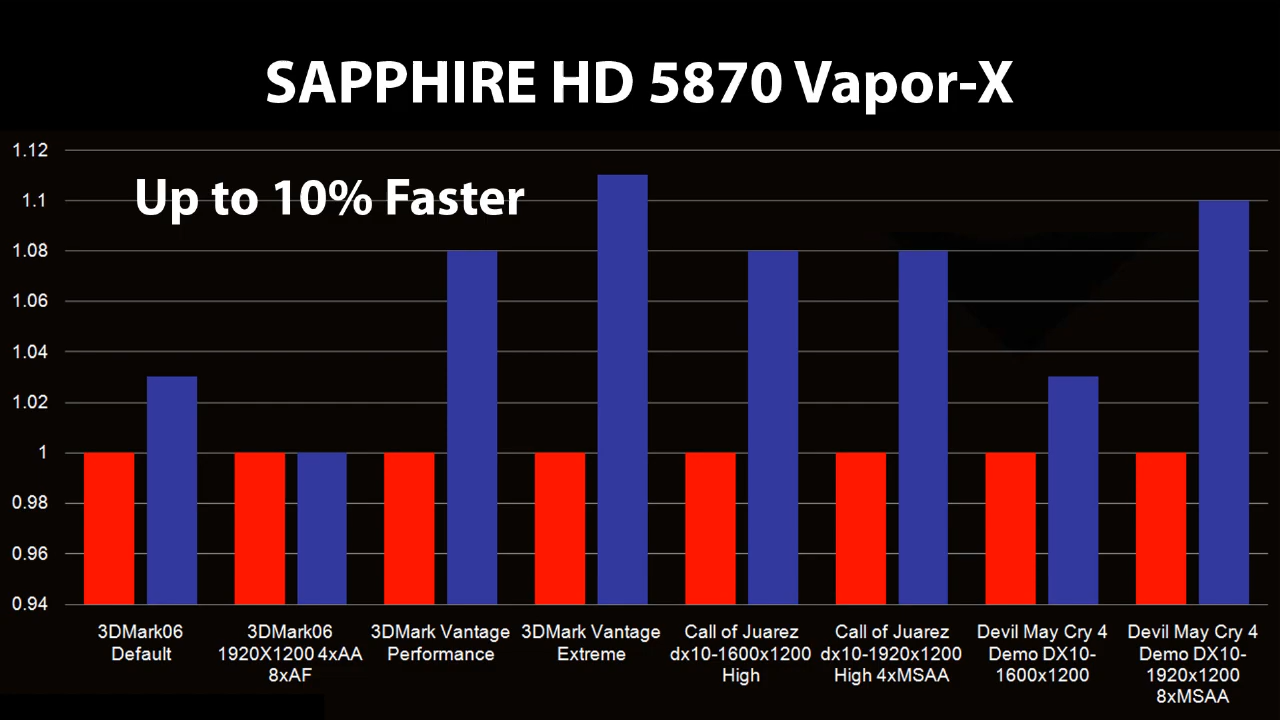 SAPPHIRE HD 5870 Vapor-X
Up to 10% Faster
1.12
1.1
1.08
1.06
1.04
1.02
1
0.98
0.96
0.94
3DMark06
Default
3DMark06
1920X1200 4xAA
8xAF
3DMark Vantage
Performance
3DMark Vantage
Extreme
Call of Juarez
dx10-1600x1200
High
Call of Juarez
dx10-1920x1200
High 4xMSAA
Devil May Cry 4
Demo DX10-
1600x1200
Devil May Cry 4
Demo DX10-
1920x1200
8xMSAA